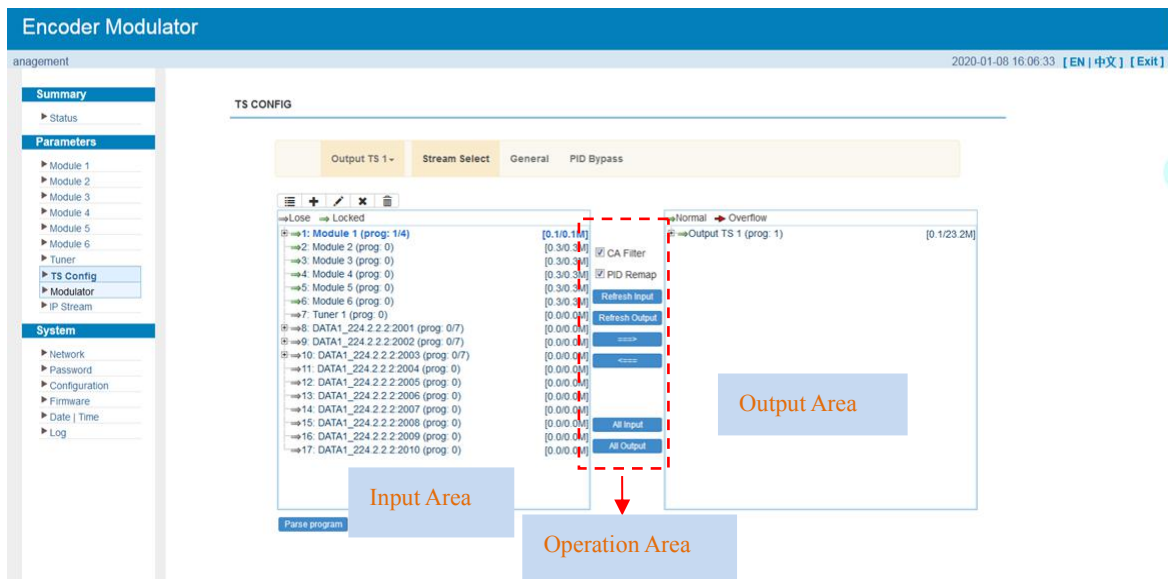 Encoder Modulator
anagement
2020-01-08 16:06:33 [ EN | 中文 ] [ Exit ]
Summary
Status
Parameters
Module 1
Module 2
Module 3
Module 4
Module 5
Module 6
Tuner
TS Config
Modulator
IP Stream
System
Network
Password
Configuration
Firmware
Date | Time
Log
TS CONFIG
Output TS 1 Stream Select General PID Bypass
Lose Locked
1: Module 1 (prog: 1/4) [0.1/0.1M]
2: Module 2 (prog: 0) [0.3/0.3M]
3: Module 3 (prog: 0) [0.3/0.3M]
4: Module 4 (prog: 0) [0.3/0.3M]
5: Module 5 (prog: 0) [0.3/0.3M]
6: Module 6 (prog: 0) [0.3/0.3M]
7: Tuner 1 (prog: 0) [0.0/0.0M]
8: DATA1_224.2.2.2:2001 (prog: 0/7) [0.0/0.0M]
9: DATA1_224.2.2.2:2002 (prog: 0/7) [0.0/0.0M]
10: DATA1_224.2.2.2:2003 (prog: 0/7) [0.0/0.0M]
11: DATA1_224.2.2.2:2004 (prog: 0) [0.0/0.0M]
12: DATA1_224.2.2.2:2005 (prog: 0) [0.0/0.0M]
13: DATA1_224.2.2.2:2006 (prog: 0) [0.0/0.0M]
14: DATA1_224.2.2.2:2007 (prog: 0) [0.0/0.0M]
15: DATA1_224.2.2.2:2008 (prog: 0) [0.0/0.0M]
16: DATA1_224.2.2.2:2009 (prog: 0) [0.0/0.0M]
17: DATA1_224.2.2.2:2010 (prog: 0) [0.0/0.0M]
Input Area
Parse program
CA Filter
PID Remap
Refresh Input
Refresh Output
===>
<===
All Input
All Output
Operation Area
Normal Overflow
Output TS 1 (prog: 1) [0.1/23.2M]
Output Area